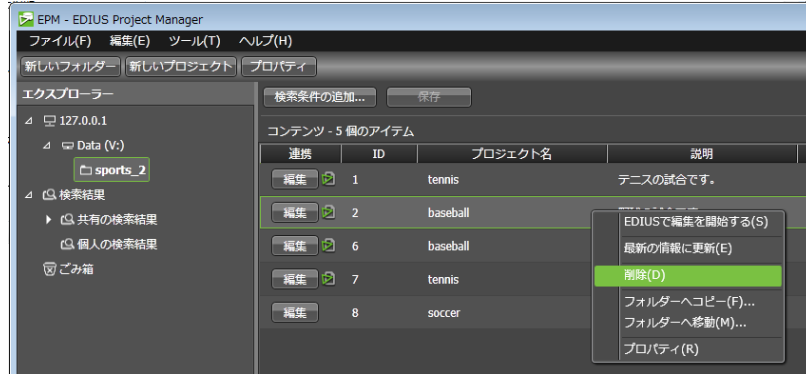 EPM - EDIUS Project Manager
ファイル(F) 編集(E) ツール(T) ヘルプ(H)
新しいフォルダー 新しいプロジェクト プロパティ
エクスプローラー
127.0.0.1
Data (V:)
sports_2
検索結果
共有の検索結果
個人の検索結果
ごみ箱
検索条件の追加... 保存
コンテンツ - 5 個のアイテム
連携 ID プロジェクト名 説明
編集 1 tennis テニスの試合です。
編集 2 baseball
編集 6 baseball
編集 7 tennis
編集 8 soccer
EDIUSで編集を開始する(S)
最新の情報に更新(E)
削除(D)
フォルダーへコピー(F)...
フォルダーへ移動(M)...
プロパティ(R)